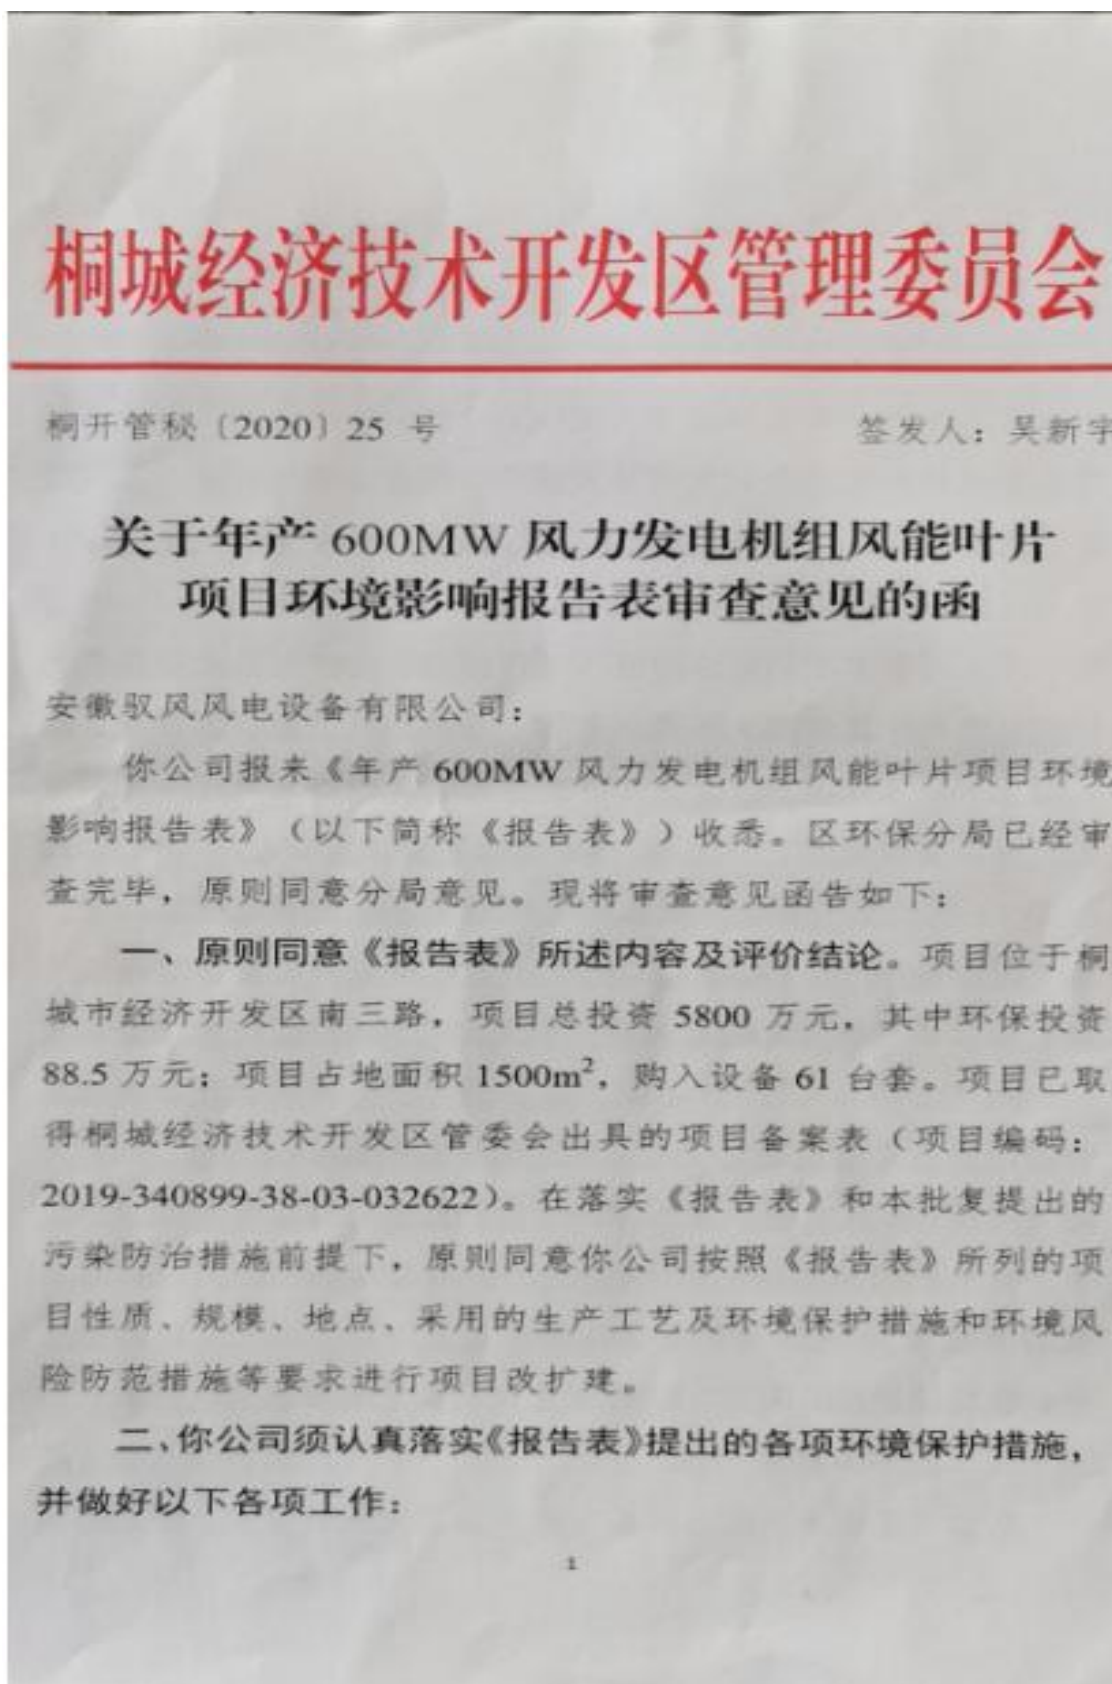 桐城经济技术开发区管理委员会
桐开管秘〔2020〕25 号
签发人：吴新宇
关于年产 600MW 风力发电机组风能叶片
项目环境影响报告表审查意见的函
安徽驭风风电设备有限公司：
你公司报来《年产 600MW 风力发电机组风能叶片项目环境
影响报告表》（以下简称《报告表》）收悉。区环保分局已经审
查完毕，原则同意分局意见。现将审查意见函告如下：
一、原则同意《报告表》所述内容及评价结论。项目位于桐
城市经济开发区南三路，项目总投资 5800 万元，其中环保投资
88.5 万元；项目占地面积 1500m²，购入设备 61 台套。项目已取
得桐城经济技术开发区管委会出具的项目备案表（项目编码：
2019-340899-38-03-032622）。在落实《报告表》和本批复提出的
污染防治措施前提下，原则同意你公司按照《报告表》所列的项
目性质、规模、地点、采用的生产工艺及环境保护措施和环境风
险防范措施等要求进行项目改扩建。
二、你公司须认真落实《报告表》提出的各项环境保护措施，
并做好以下各项工作：
1